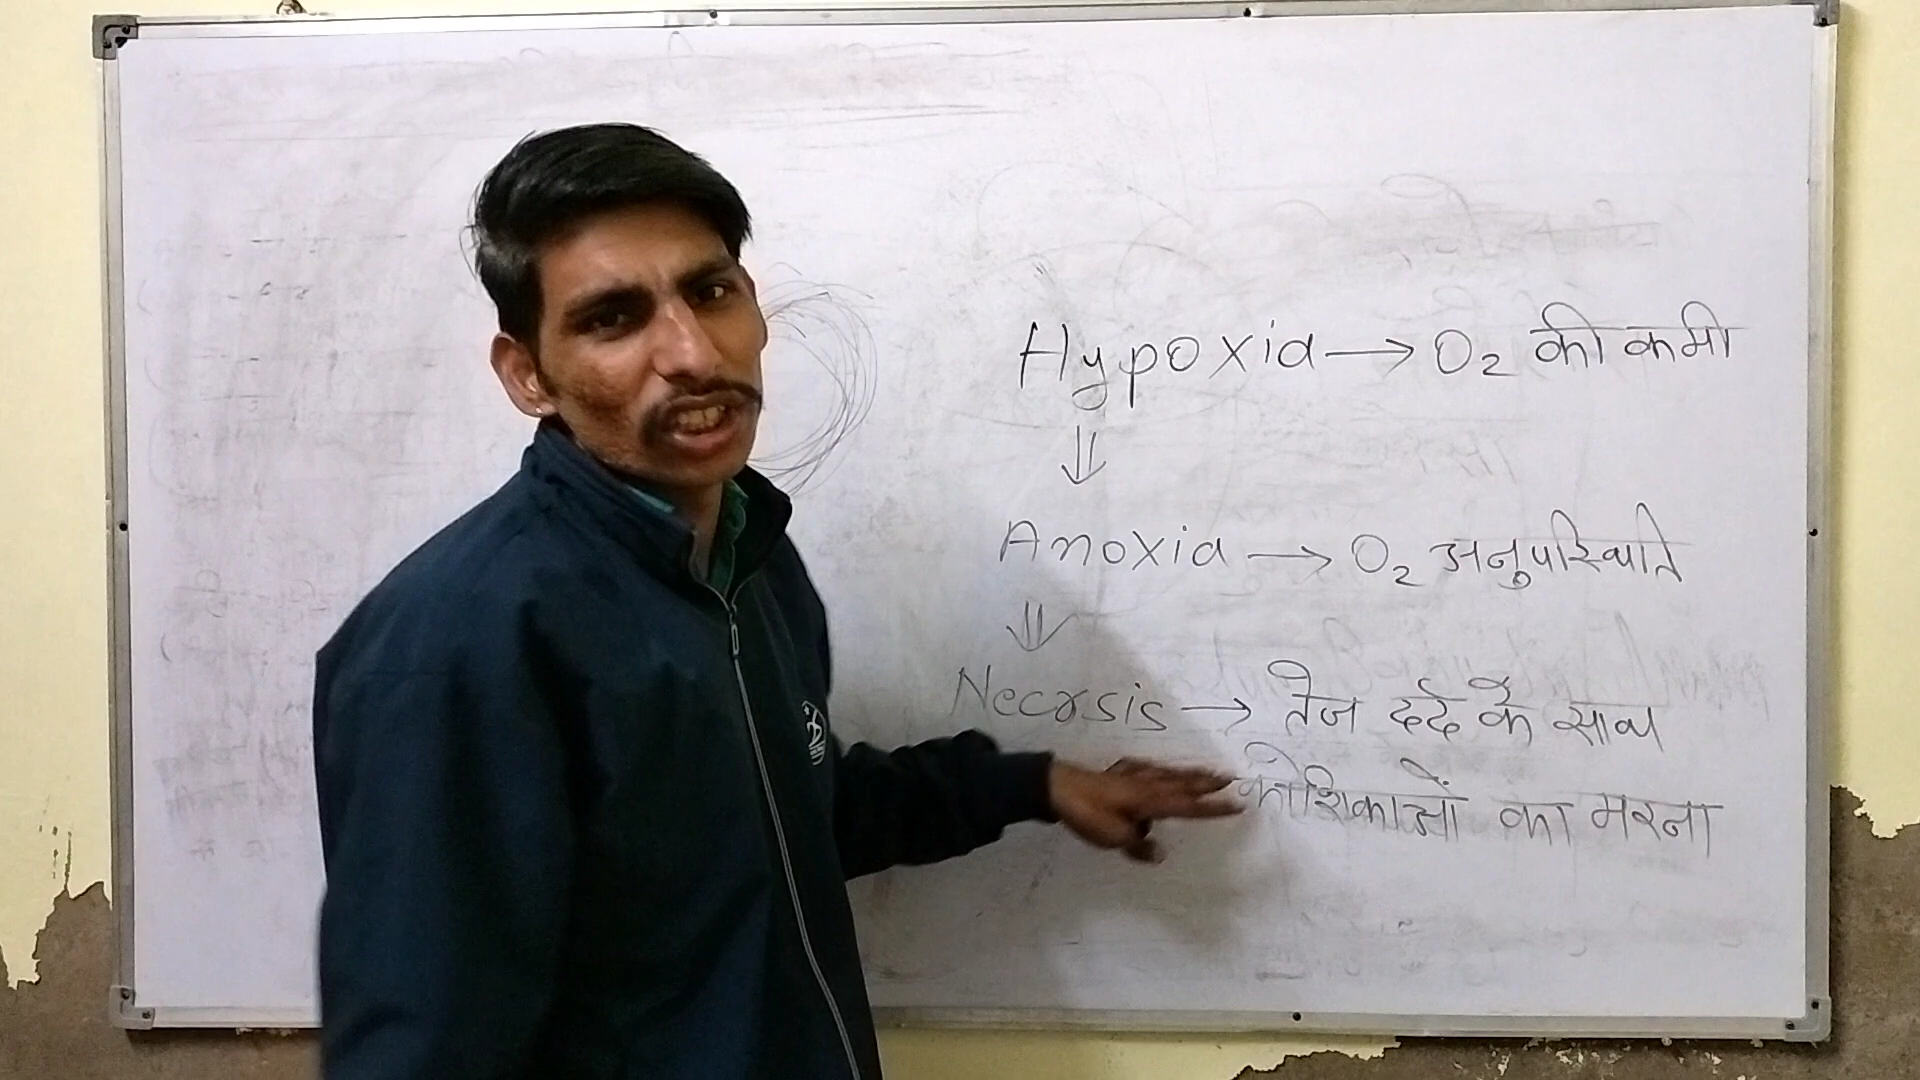 Hypoxia → O₂ की कमी
⇓
Anoxia → O₂ अनुपस्थिति
⇓
Necrsis → तेज दर्द के साथ
कोशिकाओं का मरना